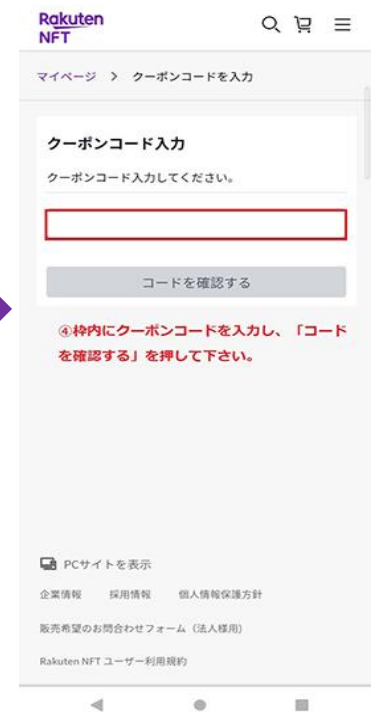 Rakuten
NFT
マイページ > クーポンコードを入力
クーポンコード入力
クーポンコード入力してください。
コードを確認する
④枠内にクーポンコードを入力し、「コード
を確認する」を押して下さい。
PCサイトを表示
企業情報 採用情報 個人情報保護方針
販売希望のお問合わせフォーム（法人様用）
Rakuten NFT ユーザー利用規約